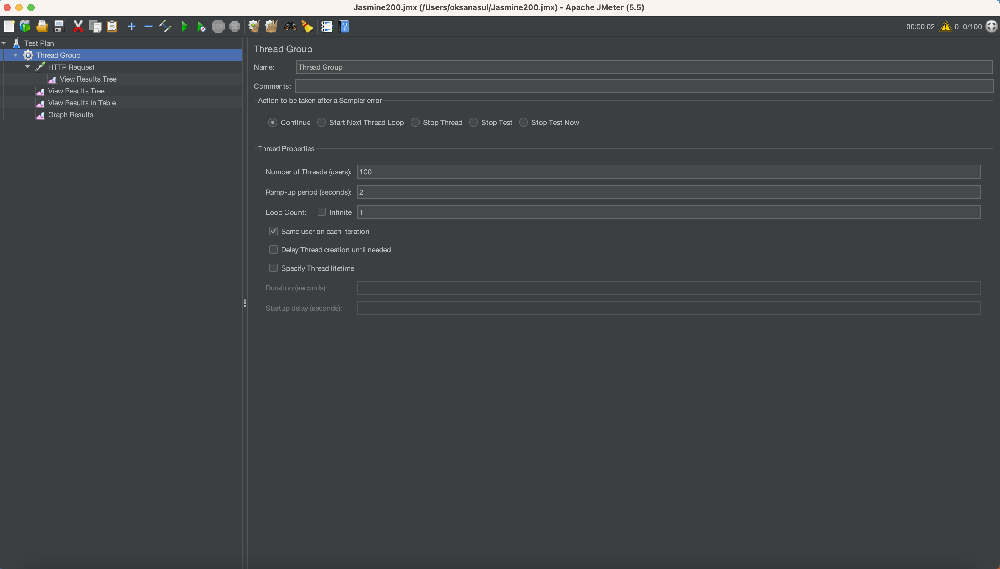 Jasmine200.jmx (/Users/oksanasul/Jasmine200.jmx) - Apache JMeter (5.5)
STOP
?
00:00:02 0 0/100
Test Plan
Thread Group
HTTP Request
View Results Tree
View Results Tree
View Results in Table
Graph Results
Thread Group
Name: Thread Group
Comments:
Action to be taken after a Sampler error
Continue Start Next Thread Loop Stop Thread Stop Test Stop Test Now
Thread Properties
Number of Threads (users): 100
Ramp-up period (seconds): 2
Loop Count: Infinite 1
Same user on each iteration
Delay Thread creation until needed
Specify Thread lifetime
Duration (seconds):
Startup delay (seconds):